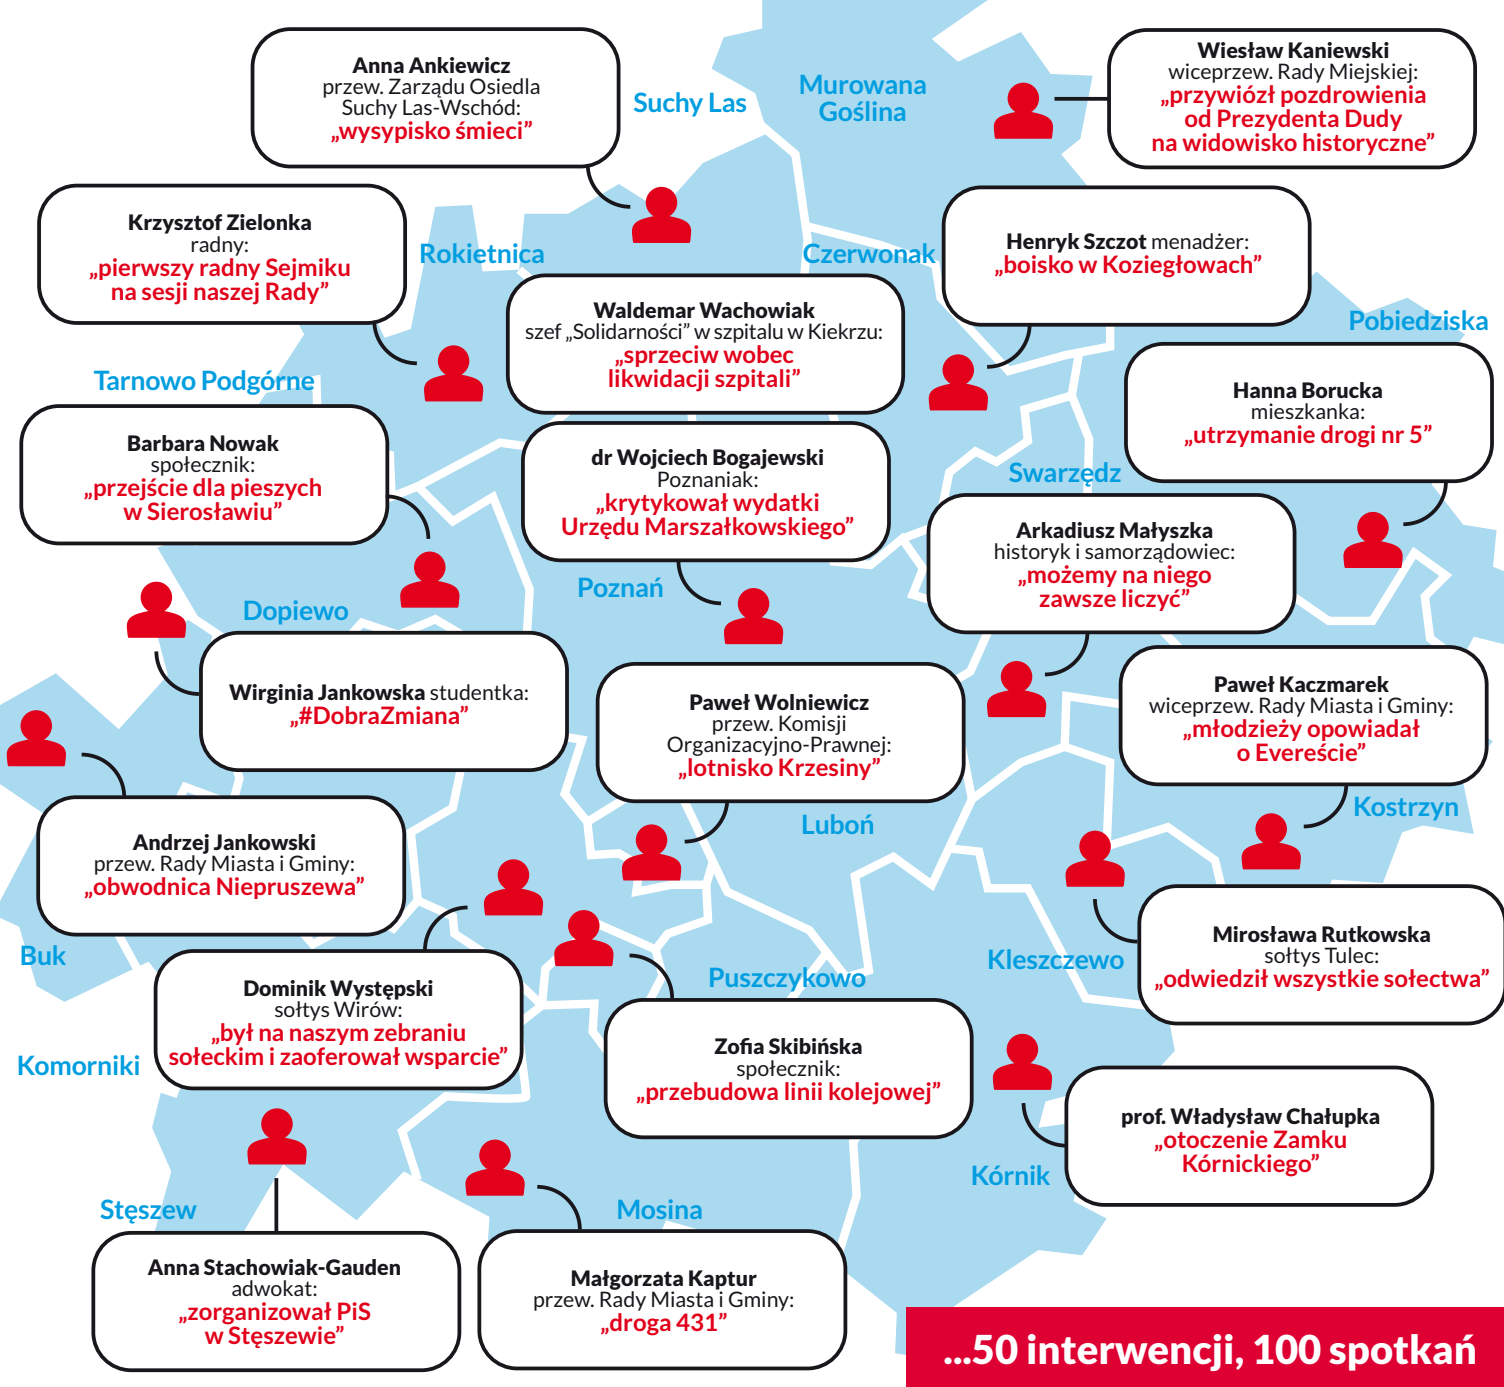 Anna Ankiewicz
przew. Zarządu Osiedla
Suchy Las-Wschód:
„wysypisko śmieci”
Suchy Las
Murowana
Goślina
Wiesław Kaniewski
wiceprzew. Rady Miejskiej:
„przywiózł pozdrowienia
od Prezydenta Dudy
na widowisko historyczne”
Krzysztof Zielonka
radny:
„pierwszy radny Sejmiku
na sesji naszej Rady”
Rokietnica
Czerwonak
Henryk Szczot menadżer:
„boisko w Koziegłowach”
Waldemar Wachowiak
szef „Solidarności” w szpitalu w Kiekrzu:
„sprzeciw wobec
likwidacji szpitali”
Pobiedziska
Tarnowo Podgórne
Hanna Borucka
mieszkanka:
„utrzymanie drogi nr 5”
Barbara Nowak
społecznik:
„przejście dla pieszych
w Sierosławiu”
dr Wojciech Bogajewski
Poznaniak:
„krytykował wydatki
Urzędu Marszałkowskiego”
Swarzędz
Arkadiusz Małyszka
historyk i samorządowiec:
„możemy na niego
zawsze liczyć”
Poznań
Dopiewo
Wirginia Jankowska studentka:
„#DobraZmiana”
Paweł Wolniewicz
przew. Komisji
Organizacyjno-Prawnej:
„lotnisko Krzesiny”
Paweł Kaczmarek
wiceprzew. Rady Miasta i Gminy:
„młodzieży opowiadał
o Evereście”
Kostrzyn
Luboń
Andrzej Jankowski
przew. Rady Miasta i Gminy:
„obwodnica Niepruszewa”
Buk
Mirosława Rutkowska
sołtys Tulec:
„odwiedził wszystkie sołectwa”
Kleszczewo
Puszczykowo
Dominik Występski
sołtys Wirów:
„był na naszym zebraniu
sołeckim i zaoferował wsparcie”
Komorniki
Zofia Skibińska
społecznik:
„przebudowa linii kolejowej”
prof. Władysław Chałupka
„otoczenie Zamku
Kórnickiego”
Kórnik
Stęszew
Mosina
Anna Stachowiak-Gauden
adwokat:
„zorganizował PiS
w Stęszewie”
Małgorzata Kaptur
przew. Rady Miasta i Gminy:
„droga 431”
...50 interwencji, 100 spotkań